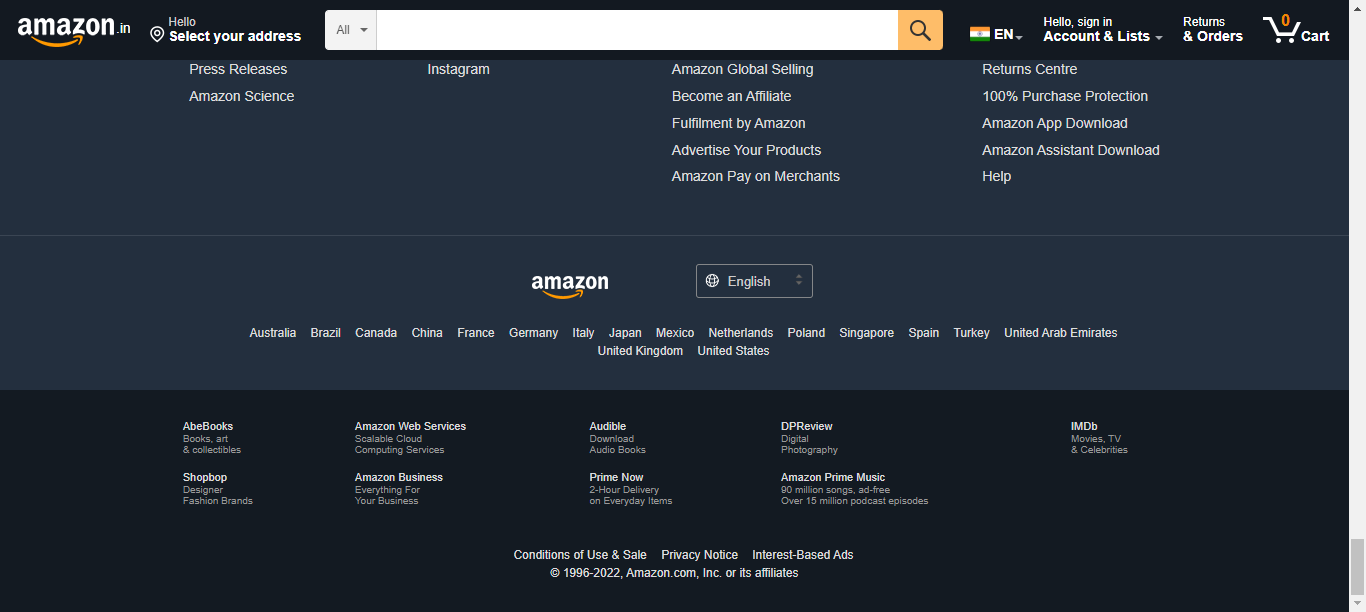 amazon.in
Hello
Select your address
All
EN
Hello, sign in
Account & Lists
Returns
& Orders
0
Cart
Press Releases
Amazon Science
Instagram
Amazon Global Selling
Become an Affiliate
Fulfilment by Amazon
Advertise Your Products
Amazon Pay on Merchants
Returns Centre
100% Purchase Protection
Amazon App Download
Amazon Assistant Download
Help
amazon
English
Australia Brazil Canada China France Germany Italy Japan Mexico Netherlands Poland Singapore Spain Turkey United Arab Emirates
United Kingdom United States
AbeBooks
Books, art
& collectibles
Amazon Web Services
Scalable Cloud
Computing Services
Audible
Download
Audio Books
DPReview
Digital
Photography
IMDb
Movies, TV
& Celebrities
Shopbop
Designer
Fashion Brands
Amazon Business
Everything For
Your Business
Prime Now
2-Hour Delivery
on Everyday Items
Amazon Prime Music
90 million songs, ad-free
Over 15 million podcast episodes
Conditions of Use & Sale Privacy Notice Interest-Based Ads
© 1996-2022, Amazon.com, Inc. or its affiliates